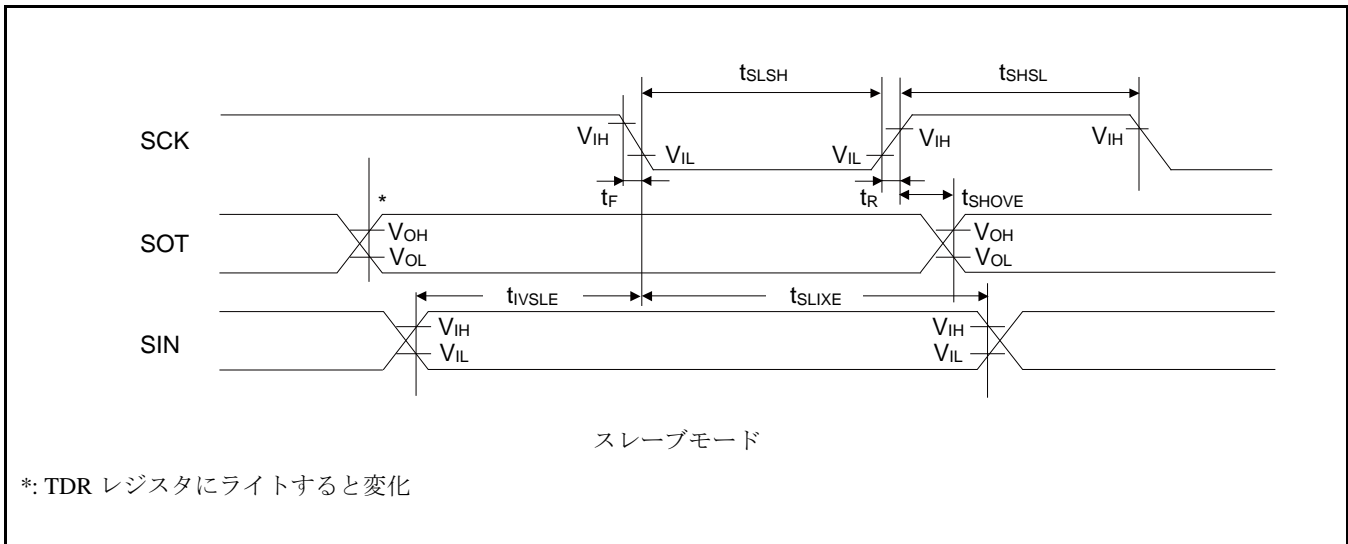 tSLSH tSHSL
SCK VIH VIL VIL VIH VIH
tF tR tSHOVE
*
SOT VOH VOH
VOL VOL
tIVSLE tSLIXE
SIN VIH VIH
VIL VIL
スレーブモード
*: TDR レジスタにライトすると変化